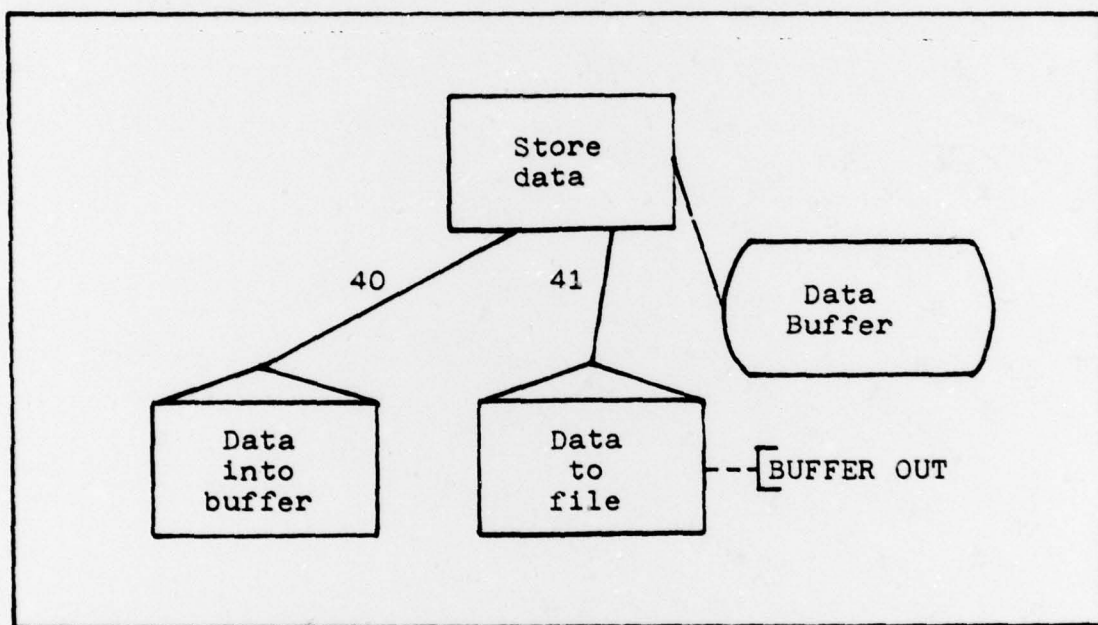 Store
data
40
41
Data
Buffer
Data
into
buffer
Data
to
file
BUFFER OUT